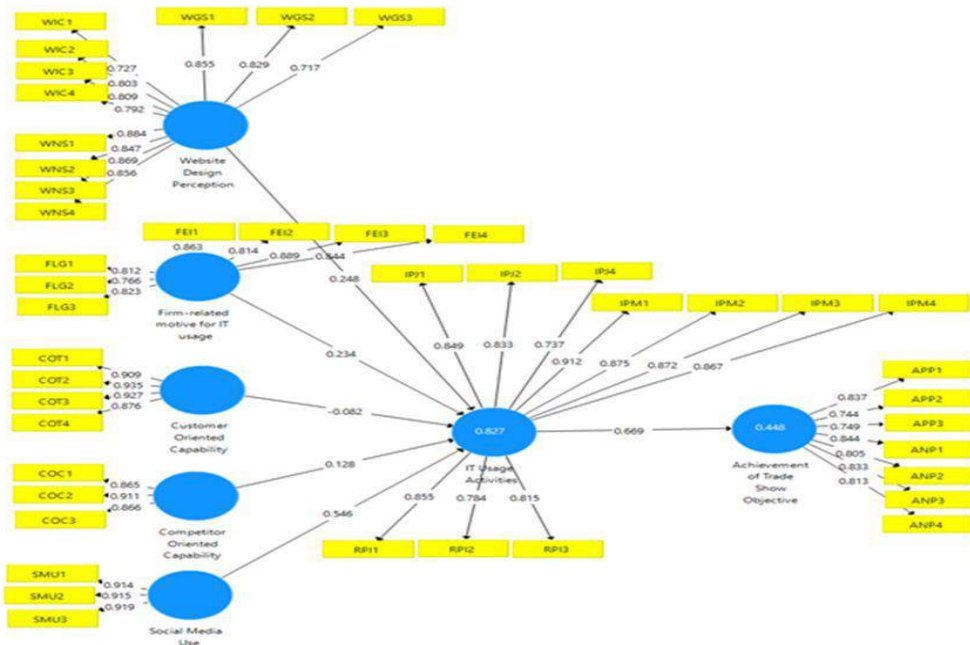 WIC1
WIC2
WIC3
WIC4
WNS1
WNS2
WNS3
WNS4
WGS1 WGS2 WGS3
0.727
0.803
0.809
0.792
0.884
0.847
0.869
0.856
0.855 0.829 0.717
Website
Design
Perception
0.248
FEI1 FEI2 FEI3 FEI4
0.863 0.814 0.889 0.844
FLG1
FLG2
FLG3
0.812
0.766
0.823
Firm-related
motive for IT
usage
0.234
COT1
COT2
COT3
COT4
0.909
0.935
0.927
0.876
Customer
Oriented
Capability
-0.082
COC1
COC2
COC3
0.865
0.911
0.866
Competitor
Oriented
Capability
0.128
SMU1
SMU2
SMU3
0.914
0.915
0.919
Social Media
Use
0.546
IPJ1 IPJ2 IPJ4
IPM1 IPM2 IPM3 IPM4
0.849 0.833 0.737 0.912 0.875 0.872 0.867
0.827
IT Usage
Activities
0.855 0.784 0.815
RPI1 RPI2 RPI3
0.669
0.448
Achievement
of Trade
Show
Objective
0.837
0.744
0.749
0.844
0.805
0.833
0.813
APP1
APP2
APP3
ANP1
ANP2
ANP3
ANP4